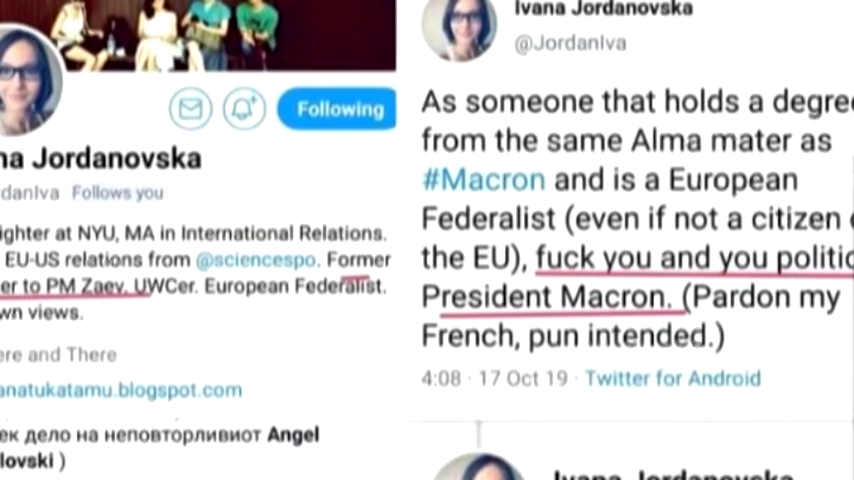 Following
na Jordanovska
danIva Follows you
ighter at NYU, MA in International Relations.
EU-US relations from @sciencespo. Former
er to PM Zaev. UWCer. European Federalist.
wn views.
ere and There
anatukatamu.blogspot.com
ек дело на неповторливиот Angel
lovski )
Ivana Jordanovska
@JordanIva
As someone that holds a degree
from the same Alma mater as
#Macron and is a European
Federalist (even if not a citizen
the EU), fuck you and you politic
President Macron. (Pardon my
French, pun intended.)
4:08 · 17 Oct 19 · Twitter for Android
Ivana Jordanovska